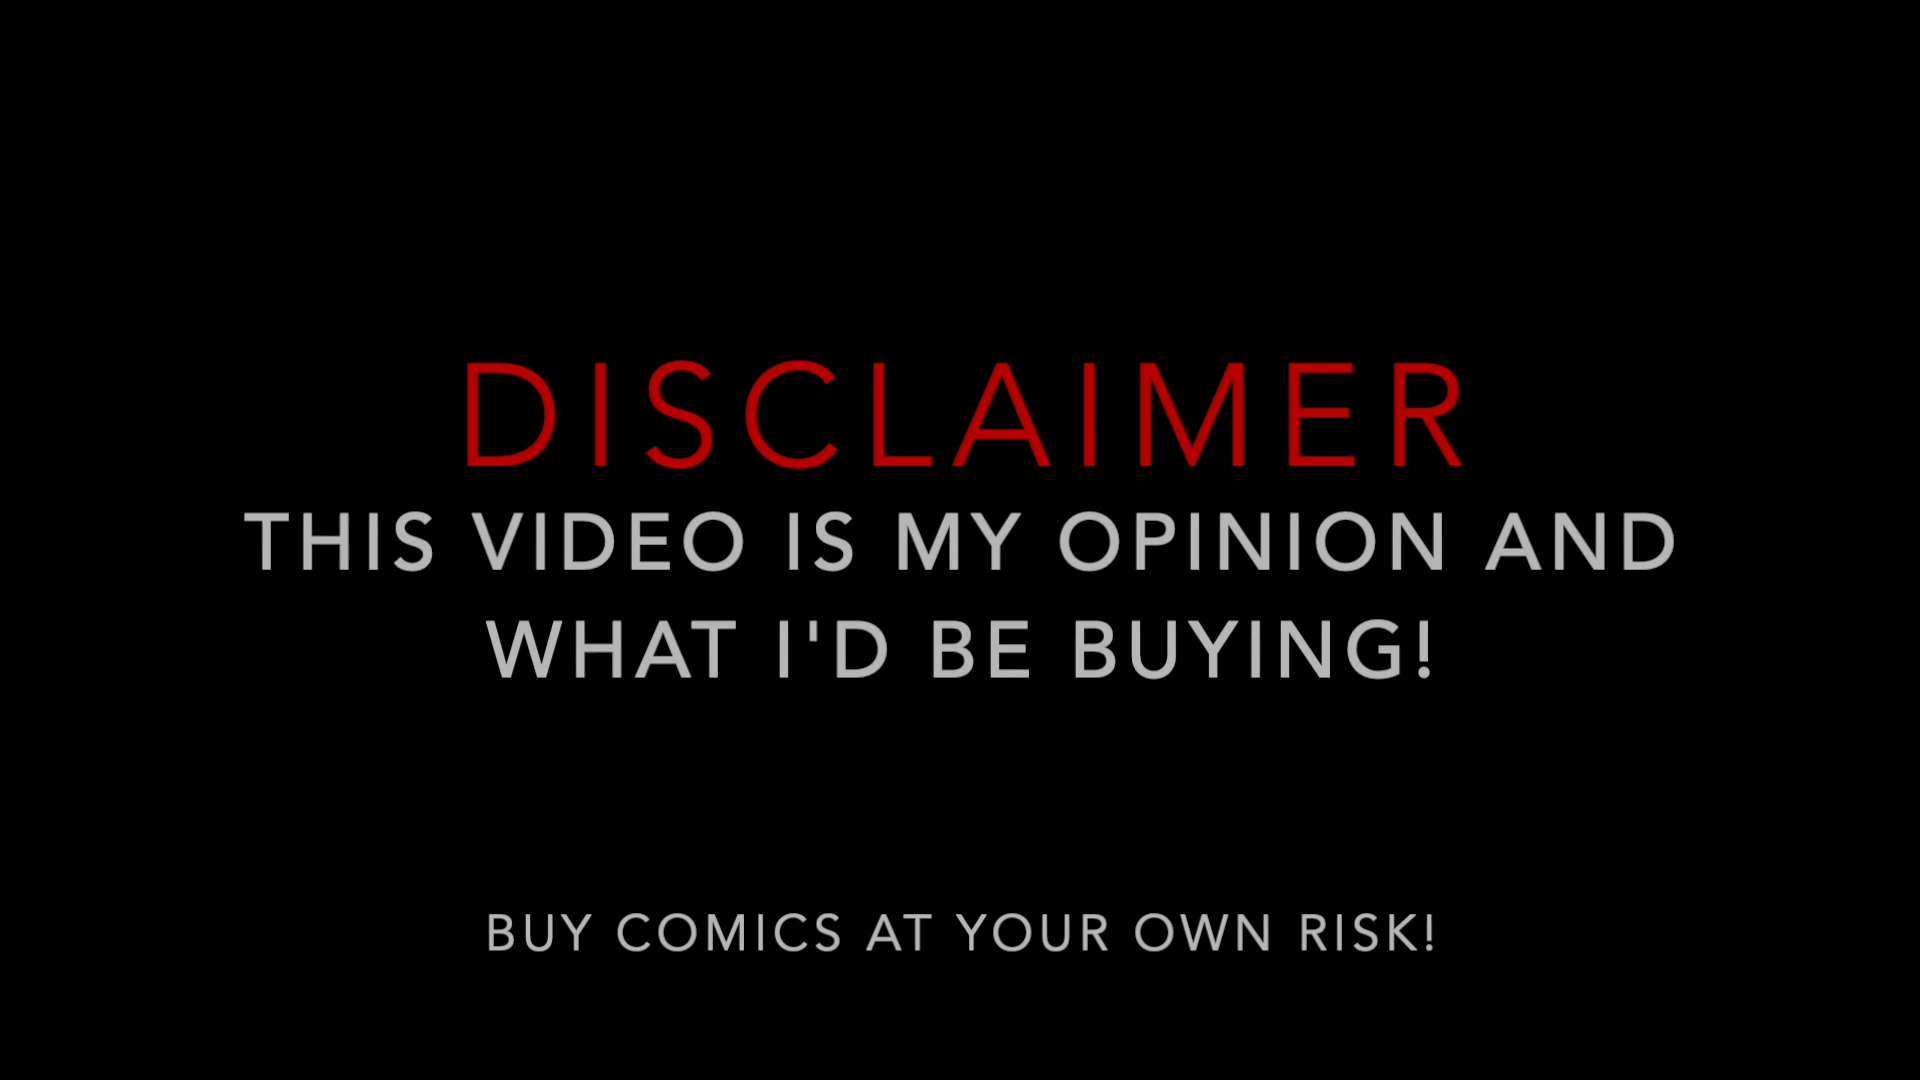 DISCLAIMER
THIS VIDEO IS MY OPINION AND
WHAT I'D BE BUYING!
BUY COMICS AT YOUR OWN RISK!